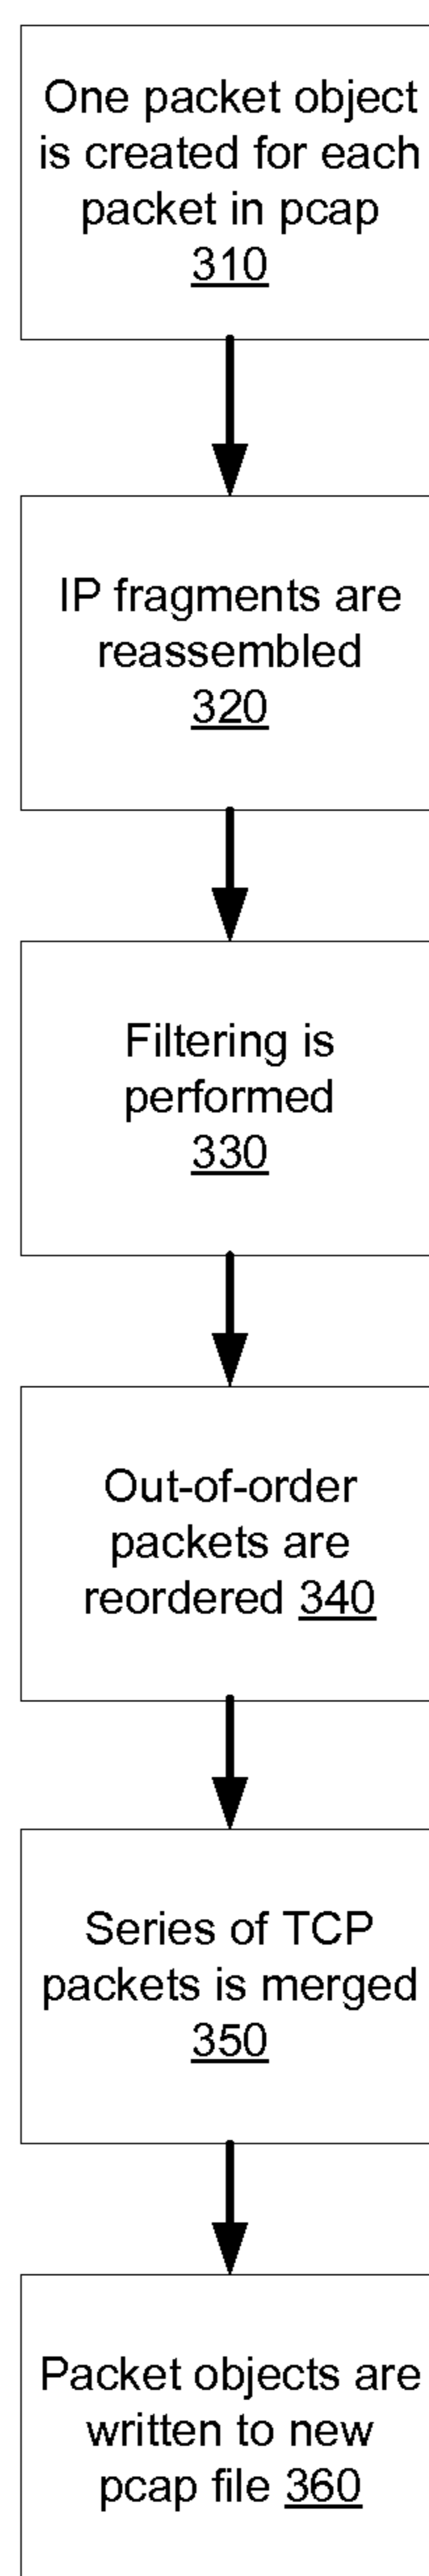 One packet object
is created for each
packet in pcap
310
IP fragments are
reassembled
320
Filtering is
performed
330
Out-of-order
packets are
reordered 340
Series of TCP
packets is merged
350
Packet objects are
written to new
pcap file 360